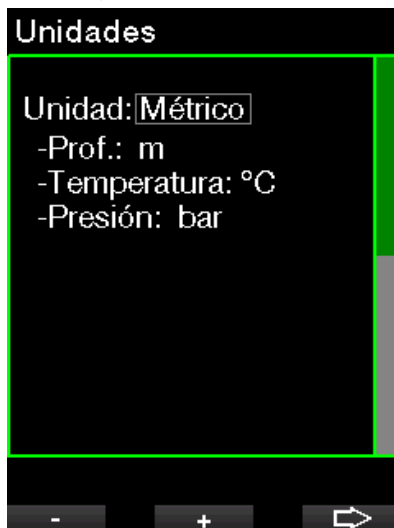 Unidades
Unidad: Métrico
-Prof.: m
-Temperatura: °C
-Presión: bar
- + ⇨